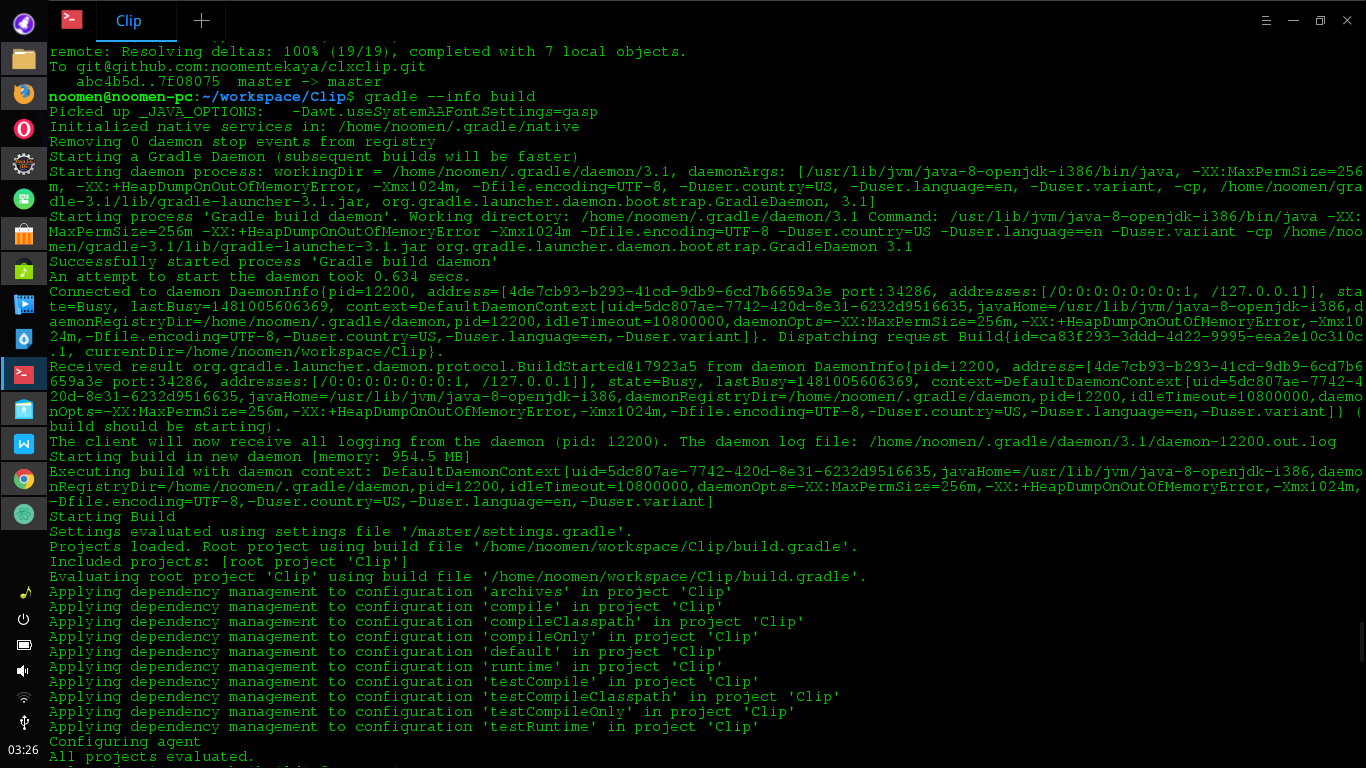 Clip
remote: Resolving deltas: 100% (19/19), completed with 7 local objects.
To git@github.com:noomentekaya/clxclip.git
   abc4b5d..7f08075  master -> master
noomen@noomen-pc:~/workspace/Clip$ gradle --info build
Picked up _JAVA_OPTIONS:   -Dawt.useSystemAAFontSettings=gasp
Initialized native services in: /home/noomen/.gradle/native
Removing 0 daemon stop events from registry
Starting a Gradle Daemon (subsequent builds will be faster)
Starting daemon process: workingDir = /home/noomen/.gradle/daemon/3.1, daemonArgs: [/usr/lib/jvm/java-8-openjdk-i386/bin/java, -XX:MaxPermSize=256
m, -XX:+HeapDumpOnOutOfMemoryError, -Xmx1024m, -Dfile.encoding=UTF-8, -Duser.country=US, -Duser.language=en, -Duser.variant, -cp, /home/noomen/gra
dle-3.1/lib/gradle-launcher-3.1.jar, org.gradle.launcher.daemon.bootstrap.GradleDaemon, 3.1]
Starting process 'Gradle build daemon'. Working directory: /home/noomen/.gradle/daemon/3.1 Command: /usr/lib/jvm/java-8-openjdk-i386/bin/java -XX:
MaxPermSize=256m -XX:+HeapDumpOnOutOfMemoryError -Xmx1024m -Dfile.encoding=UTF-8 -Duser.country=US -Duser.language=en -Duser.variant -cp /home/noo
men/gradle-3.1/lib/gradle-launcher-3.1.jar org.gradle.launcher.daemon.bootstrap.GradleDaemon 3.1
Successfully started process 'Gradle build daemon'
An attempt to start the daemon took 0.634 secs.
Connected to daemon DaemonInfo{pid=12200, address=[4de7cb93-b293-41cd-9db9-6cd7b6659a3e port:34286, addresses:[/0:0:0:0:0:0:0:1, /127.0.0.1]], sta
te=Busy, lastBusy=1481005606369, context=DefaultDaemonContext[uid=5dc807ae-7742-420d-8e31-6232d9516635,javaHome=/usr/lib/jvm/java-8-openjdk-i386,d
aemonRegistryDir=/home/noomen/.gradle/daemon,pid=12200,idleTimeout=10800000,daemonOpts=-XX:MaxPermSize=256m,-XX:+HeapDumpOnOutOfMemoryError,-Xmx10
24m,-Dfile.encoding=UTF-8,-Duser.country=US,-Duser.language=en,-Duser.variant]}. Dispatching request Build{id=ca83f293-3ddd-4d22-9995-eea2e10c310c
.1, currentDir=/home/noomen/workspace/Clip}.
Received result org.gradle.launcher.daemon.protocol.BuildStarted@17923a5 from daemon DaemonInfo{pid=12200, address=[4de7cb93-b293-41cd-9db9-6cd7b6
659a3e port:34286, addresses:[/0:0:0:0:0:0:0:1, /127.0.0.1]], state=Busy, lastBusy=1481005606369, context=DefaultDaemonContext[uid=5dc807ae-7742-4
20d-8e31-6232d9516635,javaHome=/usr/lib/jvm/java-8-openjdk-i386,daemonRegistryDir=/home/noomen/.gradle/daemon,pid=12200,idleTimeout=10800000,daemo
nOpts=-XX:MaxPermSize=256m,-XX:+HeapDumpOnOutOfMemoryError,-Xmx1024m,-Dfile.encoding=UTF-8,-Duser.country=US,-Duser.language=en,-Duser.variant]} (
build should be starting).
The client will now receive all logging from the daemon (pid: 12200). The daemon log file: /home/noomen/.gradle/daemon/3.1/daemon-12200.out.log
Starting build in new daemon [memory: 954.5 MB]
Executing build with daemon context: DefaultDaemonContext[uid=5dc807ae-7742-420d-8e31-6232d9516635,javaHome=/usr/lib/jvm/java-8-openjdk-i386,daemo
nRegistryDir=/home/noomen/.gradle/daemon,pid=12200,idleTimeout=10800000,daemonOpts=-XX:MaxPermSize=256m,-XX:+HeapDumpOnOutOfMemoryError,-Xmx1024m,
-Dfile.encoding=UTF-8,-Duser.country=US,-Duser.language=en,-Duser.variant]
Starting Build
Settings evaluated using settings file '/master/settings.gradle'.
Projects loaded. Root project using build file '/home/noomen/workspace/Clip/build.gradle'.
Included projects: [root project 'Clip']
Evaluating root project 'Clip' using build file '/home/noomen/workspace/Clip/build.gradle'.
Applying dependency management to configuration 'archives' in project 'Clip'
Applying dependency management to configuration 'compile' in project 'Clip'
Applying dependency management to configuration 'compileClasspath' in project 'Clip'
Applying dependency management to configuration 'compileOnly' in project 'Clip'
Applying dependency management to configuration 'default' in project 'Clip'
Applying dependency management to configuration 'runtime' in project 'Clip'
Applying dependency management to configuration 'testCompile' in project 'Clip'
Applying dependency management to configuration 'testCompileClasspath' in project 'Clip'
Applying dependency management to configuration 'testCompileOnly' in project 'Clip'
Applying dependency management to configuration 'testRuntime' in project 'Clip'
Configuring agent
All projects evaluated.
03:26